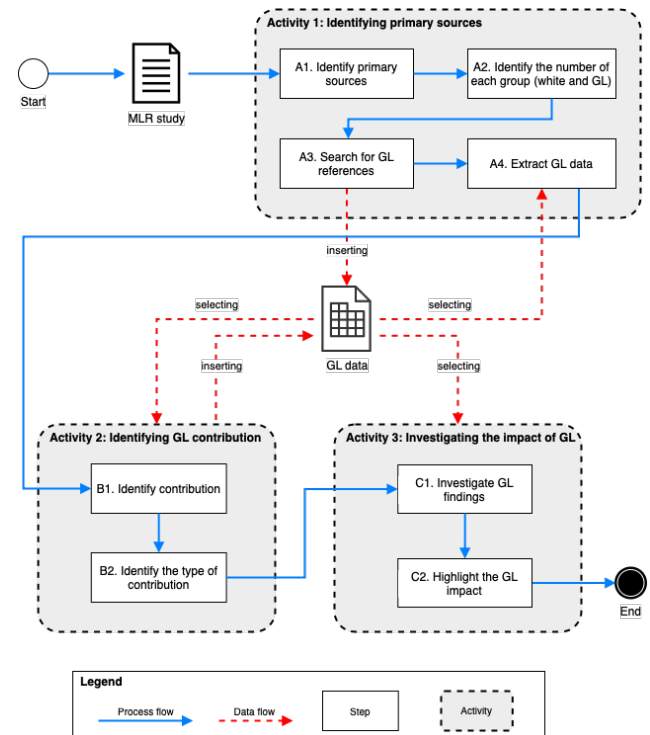 Activity 1: Identifying primary sources
A1. Identify primary
sources
A2. Identify the number of
each group (white and GL)
Start
MLR study
A3. Search for GL
references
A4. Extract GL data
inserting
selecting
selecting
GL data
inserting
selecting
Activity 2: Identifying GL contribution
Activity 3: Investigating the impact of GL
B1. Identify contribution
C1. Investigate GL
findings
B2. Identify the type of
contribution
C2. Highlight the GL
impact
End
Legend
Process flow
Data flow
Step
Activity